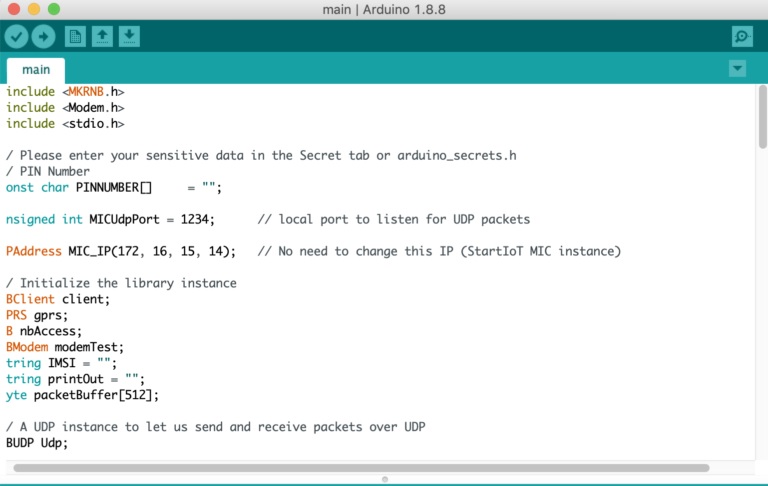 main | Arduino 1.8.8
main
include <MKRNB.h>
include <Modem.h>
include <stdio.h>
/ Please enter your sensitive data in the Secret tab or arduino_secrets.h
/ PIN Number
onst char PINNUMBER[]     = "";
nsigned int MICUdpPort = 1234;      // local port to listen for UDP packets
PAddress MIC_IP(172, 16, 15, 14);   // No need to change this IP (StartIoT MIC instance)
/ Initialize the library instance
BClient client;
PRS gprs;
B nbAccess;
BModem modemTest;
tring IMSI = "";
tring printOut = "";
yte packetBuffer[512];
/ A UDP instance to let us send and receive packets over UDP
BUDP Udp;